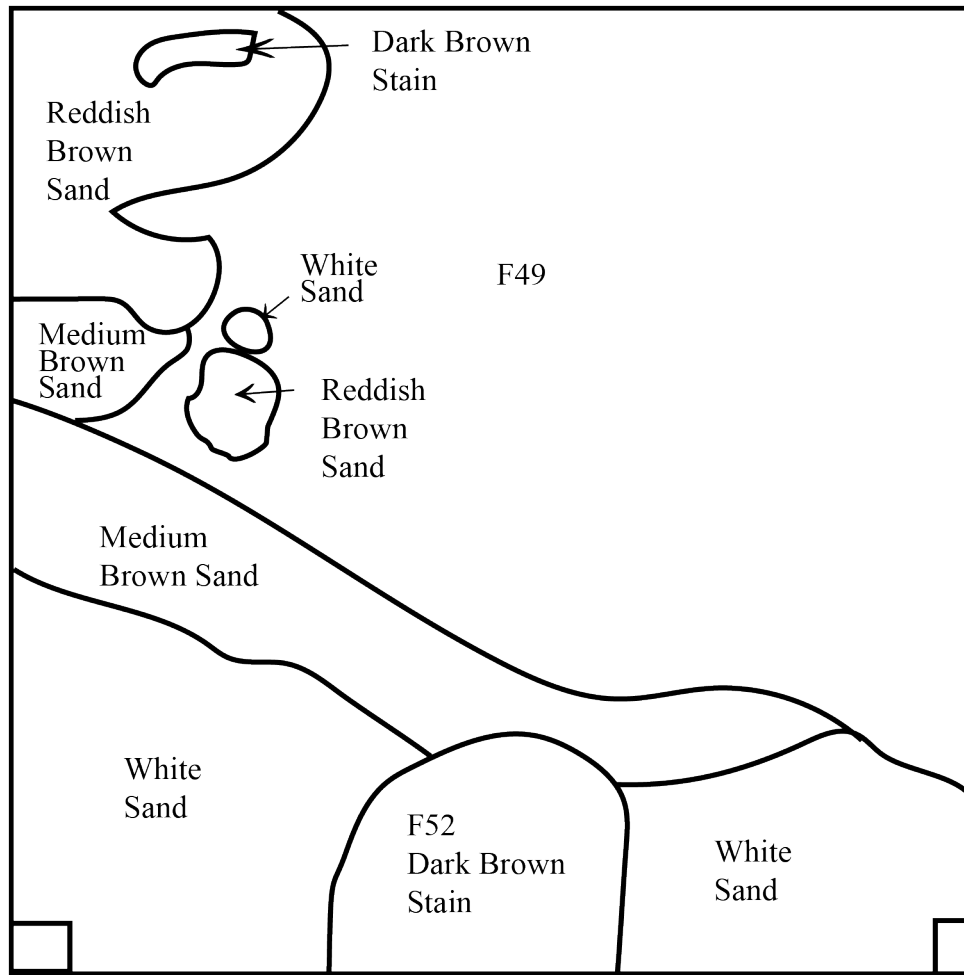 Dark Brown
Stain
Reddish
Brown
Sand
White
Sand
F49
Medium
Brown
Sand
Reddish
Brown
Sand
Medium
Brown Sand
White
Sand
F52
Dark Brown
Stain
White
Sand